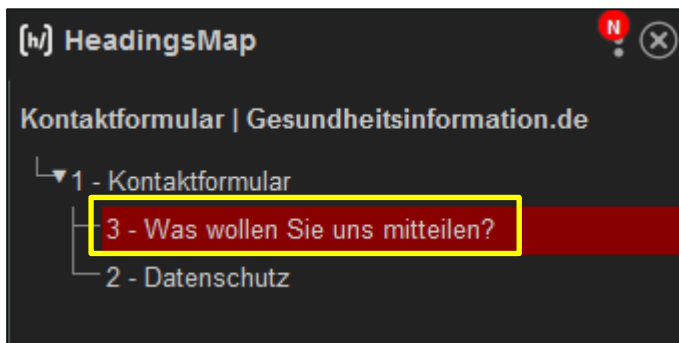 [h/] HeadingsMap
N
Kontaktformular | Gesundheitsinformation.de
1 - Kontaktformular
3 - Was wollen Sie uns mitteilen?
2 - Datenschutz